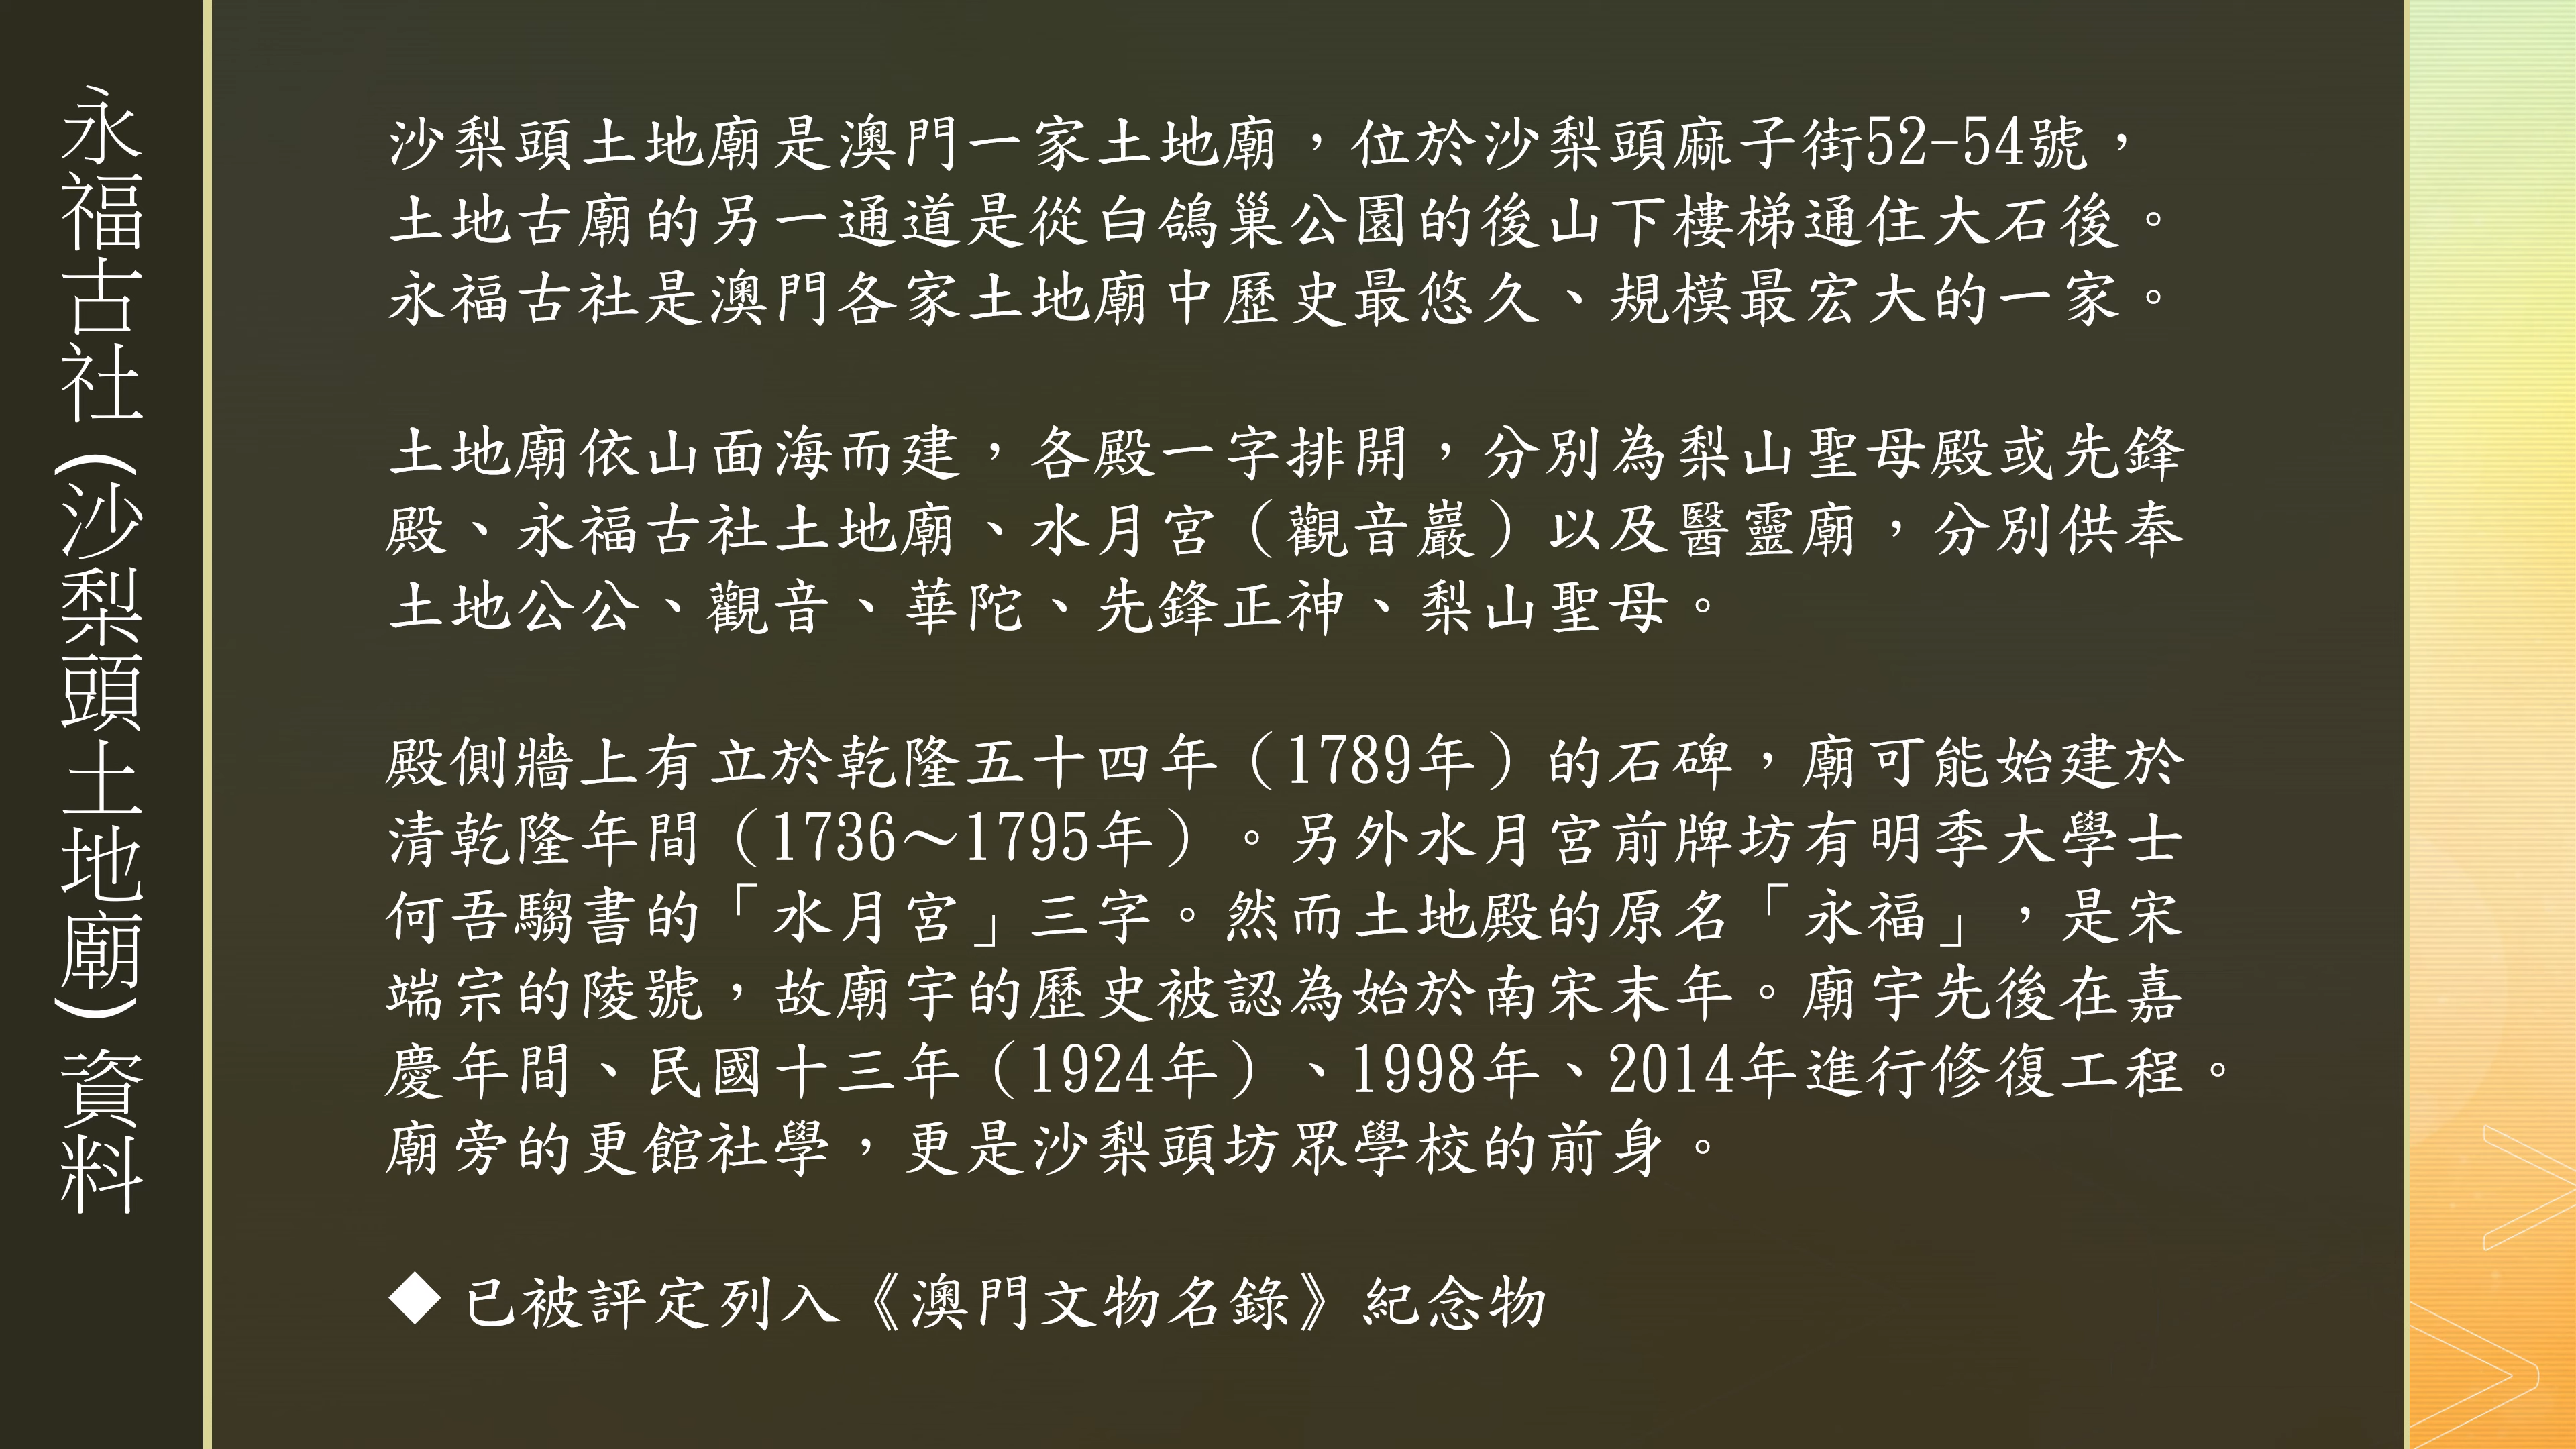 永福古社(沙梨頭土地廟)資料
沙梨頭土地廟是澳門一家土地廟，位於沙梨頭麻子街52-54號，
土地古廟的另一通道是從白鴿巢公園的後山下樓梯通住大石後。
永福古社是澳門各家土地廟中歷史最悠久、規模最宏大的一家。
土地廟依山面海而建，各殿一字排開，分別為梨山聖母殿或先鋒
殿、永福古社土地廟、水月宮（觀音巖）以及醫靈廟，分別供奉
土地公公、觀音、華陀、先鋒正神、梨山聖母。
殿側牆上有立於乾隆五十四年（1789年）的石碑，廟可能始建於
清乾隆年間（1736～1795年）。另外水月宮前牌坊有明季大學士
何吾騶書的「水月宮」三字。然而土地殿的原名「永福」，是宋
端宗的陵號，故廟宇的歷史被認為始於南宋末年。廟宇先後在嘉
慶年間、民國十三年（1924年）、1998年、2014年進行修復工程。
廟旁的更館社學，更是沙梨頭坊眾學校的前身。
◆ 已被評定列入《澳門文物名錄》紀念物